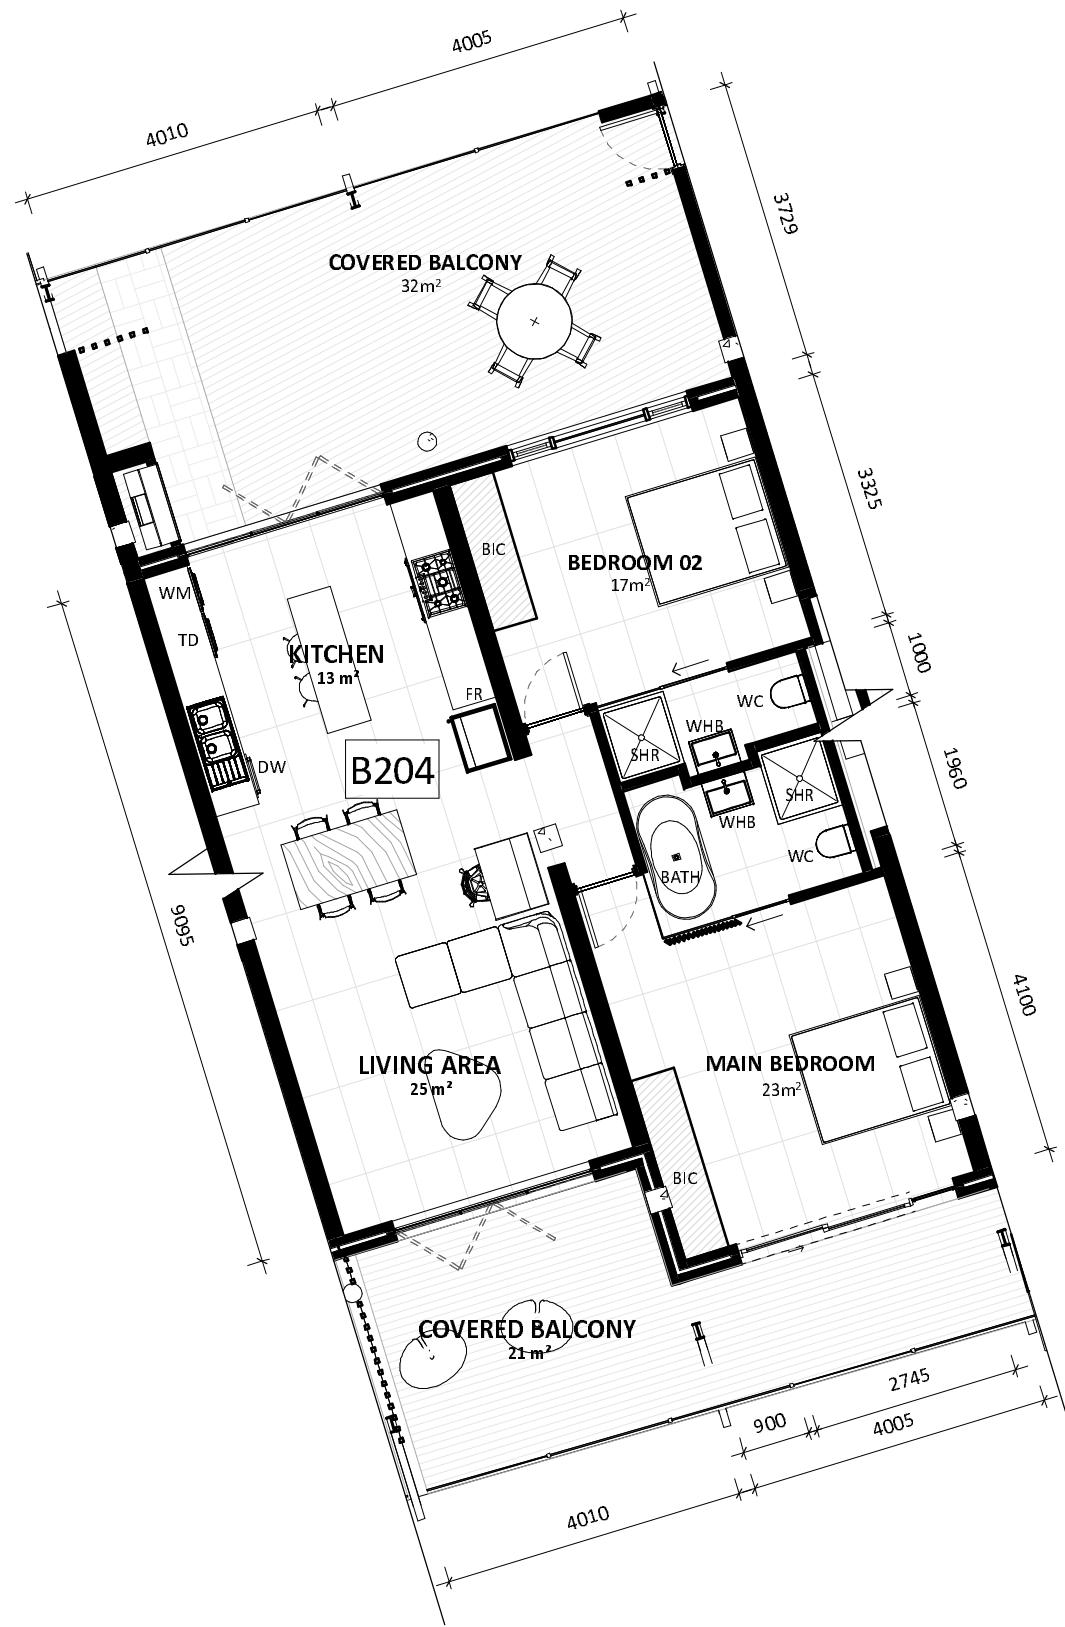 4005
4010
3729
COVERED BALCONY
32m²
3325
BIC
BEDROOM 02
17m²
WM
TD
KITCHEN
13 m²
1000
FR
WC
WHB
SHR
B204
DW
1960
SHR
WHB
WC
BATH
9095
4100
LIVING AREA
25 m²
MAIN BEDROOM
23m²
BIC
COVERED BALCONY
21 m²
2745
900
4005
4010